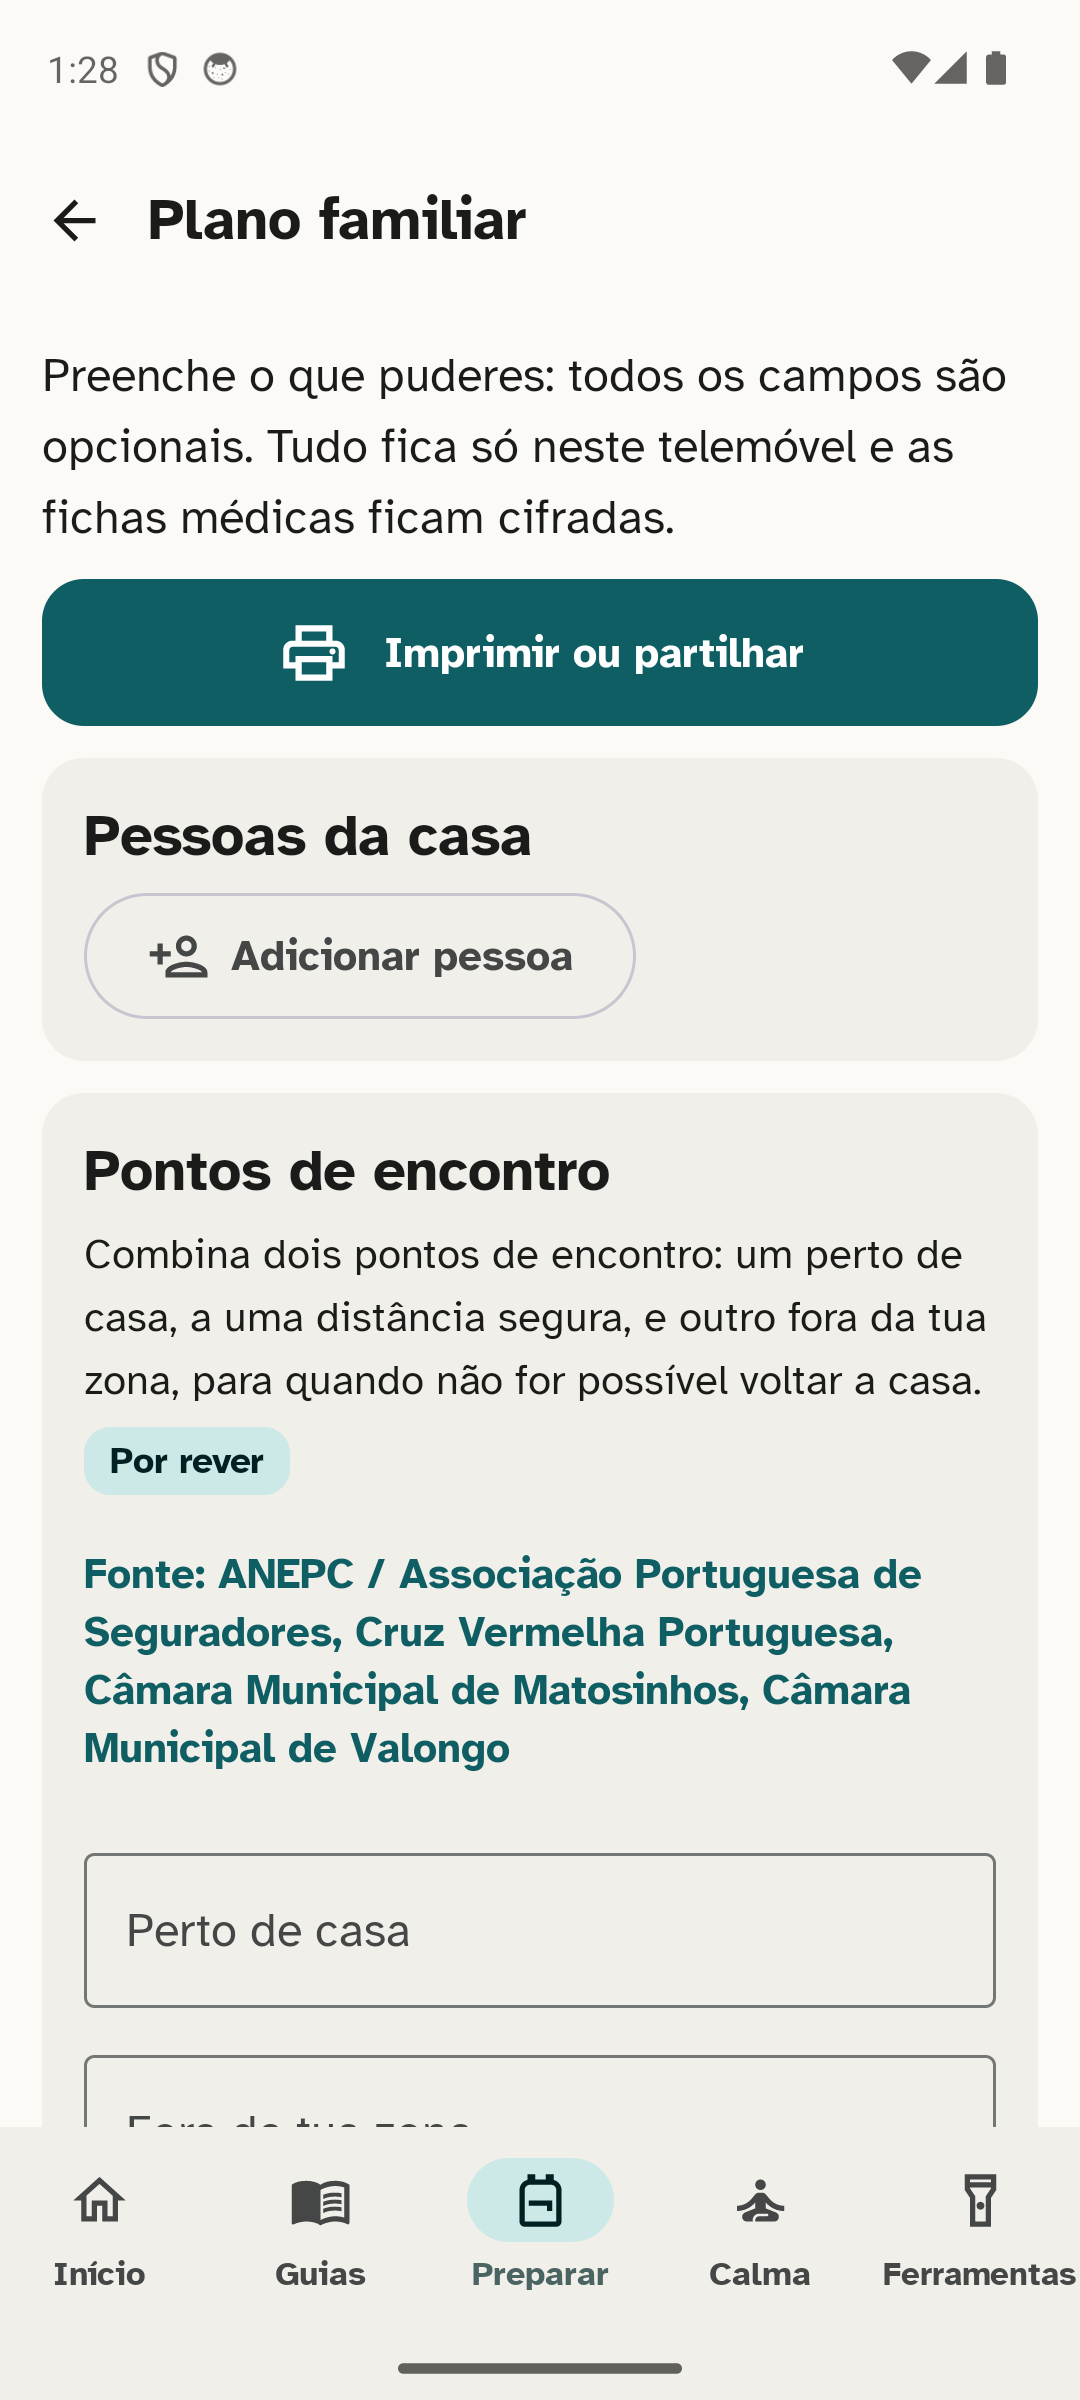 1:28
Plano familiar
Preenche o que puderes: todos os campos são
opcionais. Tudo fica só neste telemóvel e as
fichas médicas ficam cifradas.
Imprimir ou partilhar
Pessoas da casa
Adicionar pessoa
Pontos de encontro
Combina dois pontos de encontro: um perto de
casa, a uma distância segura, e outro fora da tua
zona, para quando não for possível voltar a casa.
Por rever
Fonte: ANEPC / Associação Portuguesa de
Seguradores, Cruz Vermelha Portuguesa,
Câmara Municipal de Matosinhos, Câmara
Municipal de Valongo
Perto de casa
Fora da tua zona
Início
Guias
Preparar
Calma
Ferramentas